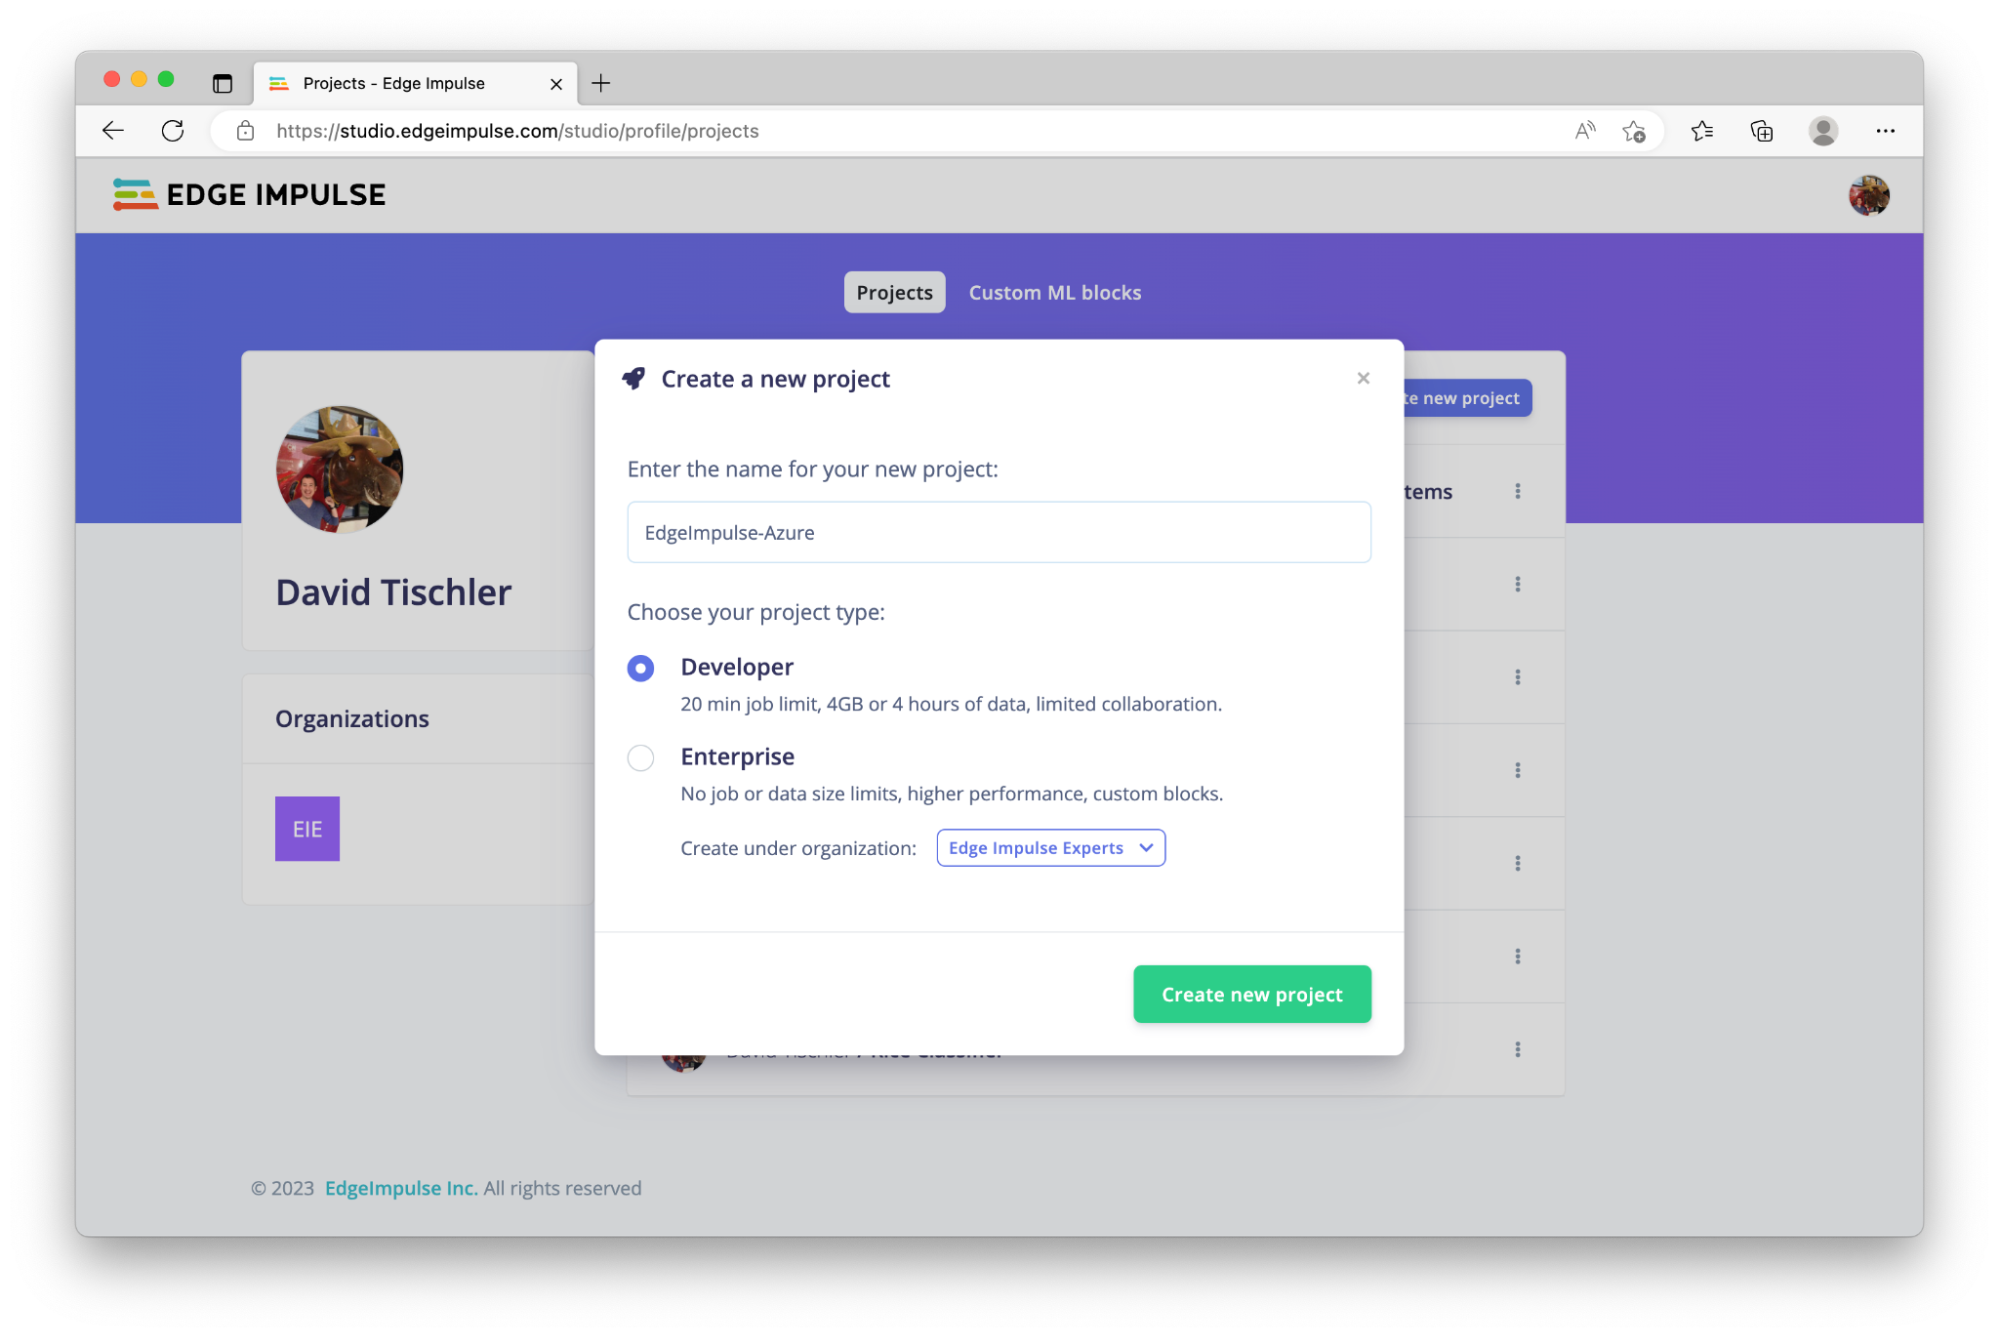 Projects - Edge Impulse
https://studio.edgeimpulse.com/studio/profile/projects
EDGE IMPULSE
Projects
Custom ML blocks
Create a new project
te new project
Enter the name for your new project:
tems
EdgeImpulse-Azure
David Tischler
Choose your project type:
Developer
20 min job limit, 4GB or 4 hours of data, limited collaboration.
Organizations
Enterprise
No job or data size limits, higher performance, custom blocks.
EIE
Create under organization: Edge Impulse Experts
Create new project
David Tischler / Rice Classifier
© 2023 EdgeImpulse Inc. All rights reserved